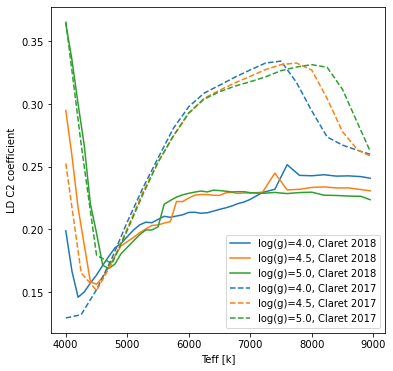 0.35
0.30
0.25
0.20
0.15
LD C2 coefficient
log(g)=4.0, Claret 2018
log(g)=4.5, Claret 2018
log(g)=5.0, Claret 2018
log(g)=4.0, Claret 2017
log(g)=4.5, Claret 2017
log(g)=5.0, Claret 2017
4000 5000 6000 7000 8000 9000
Teff [k]